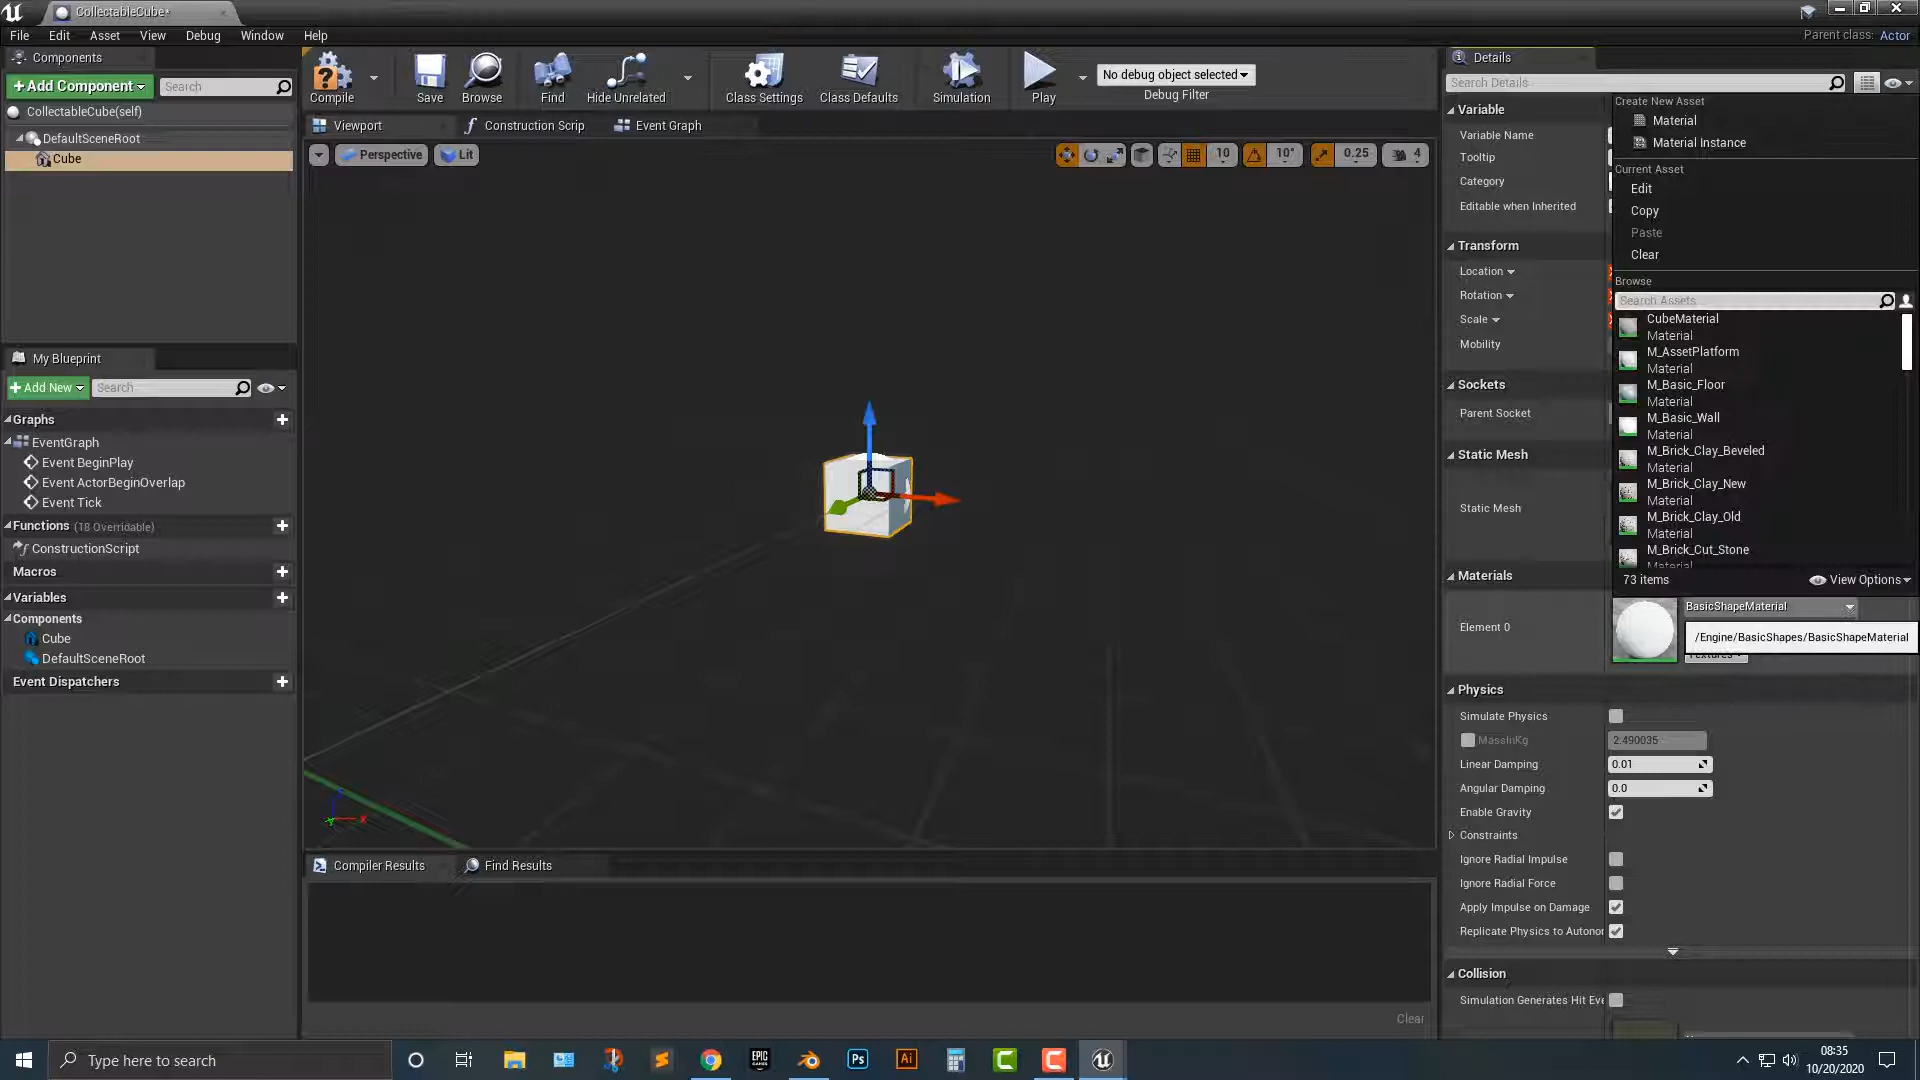 CollectableCube*
File Edit Asset View Debug Window Help
Parent class: Actor
Components
+Add Component Search
CollectableCube(self)
DefaultSceneRoot
Cube
Compile Save Browse Find Hide Unrelated Class Settings Class Defaults Simulation Play
No debug object selected
Debug Filter
Viewport Construction Scrip Event Graph
Perspective Lit
10 10° 0.25 4
My Blueprint
+Add New Search
Graphs
EventGraph
Event BeginPlay
Event ActorBeginOverlap
Event Tick
Functions (18 Overridable)
ConstructionScript
Macros
Variables
Components
Cube
DefaultSceneRoot
Event Dispatchers
Compiler Results Find Results
Clear
Details
Search Details
Variable
Variable Name
Tooltip
Category
Editable when Inherited
Transform
Location
Rotation
Scale
Mobility
Sockets
Parent Socket
Static Mesh
Static Mesh
Materials
Element 0
Create New Asset
Material
Material Instance
Current Asset
Edit
Copy
Paste
Clear
Browse
Search Assets
CubeMaterial
Material
M_AssetPlatform
Material
M_Basic_Floor
Material
M_Basic_Wall
Material
M_Brick_Clay_Beveled
Material
M_Brick_Clay_New
Material
M_Brick_Clay_Old
Material
M_Brick_Cut_Stone
Material
73 items View Options
BasicShapeMaterial
/Engine/BasicShapes/BasicShapeMaterial
Textures
Physics
Simulate Physics
MassInKg 2.490035
Linear Damping 0.01
Angular Damping 0.0
Enable Gravity
Constraints
Ignore Radial Impulse
Ignore Radial Force
Apply Impulse on Damage
Replicate Physics to Autonor
Collision
Simulation Generates Hit Eve
Type here to search
EPIC GAMES
Ps
Ai
08:35
10/20/2020